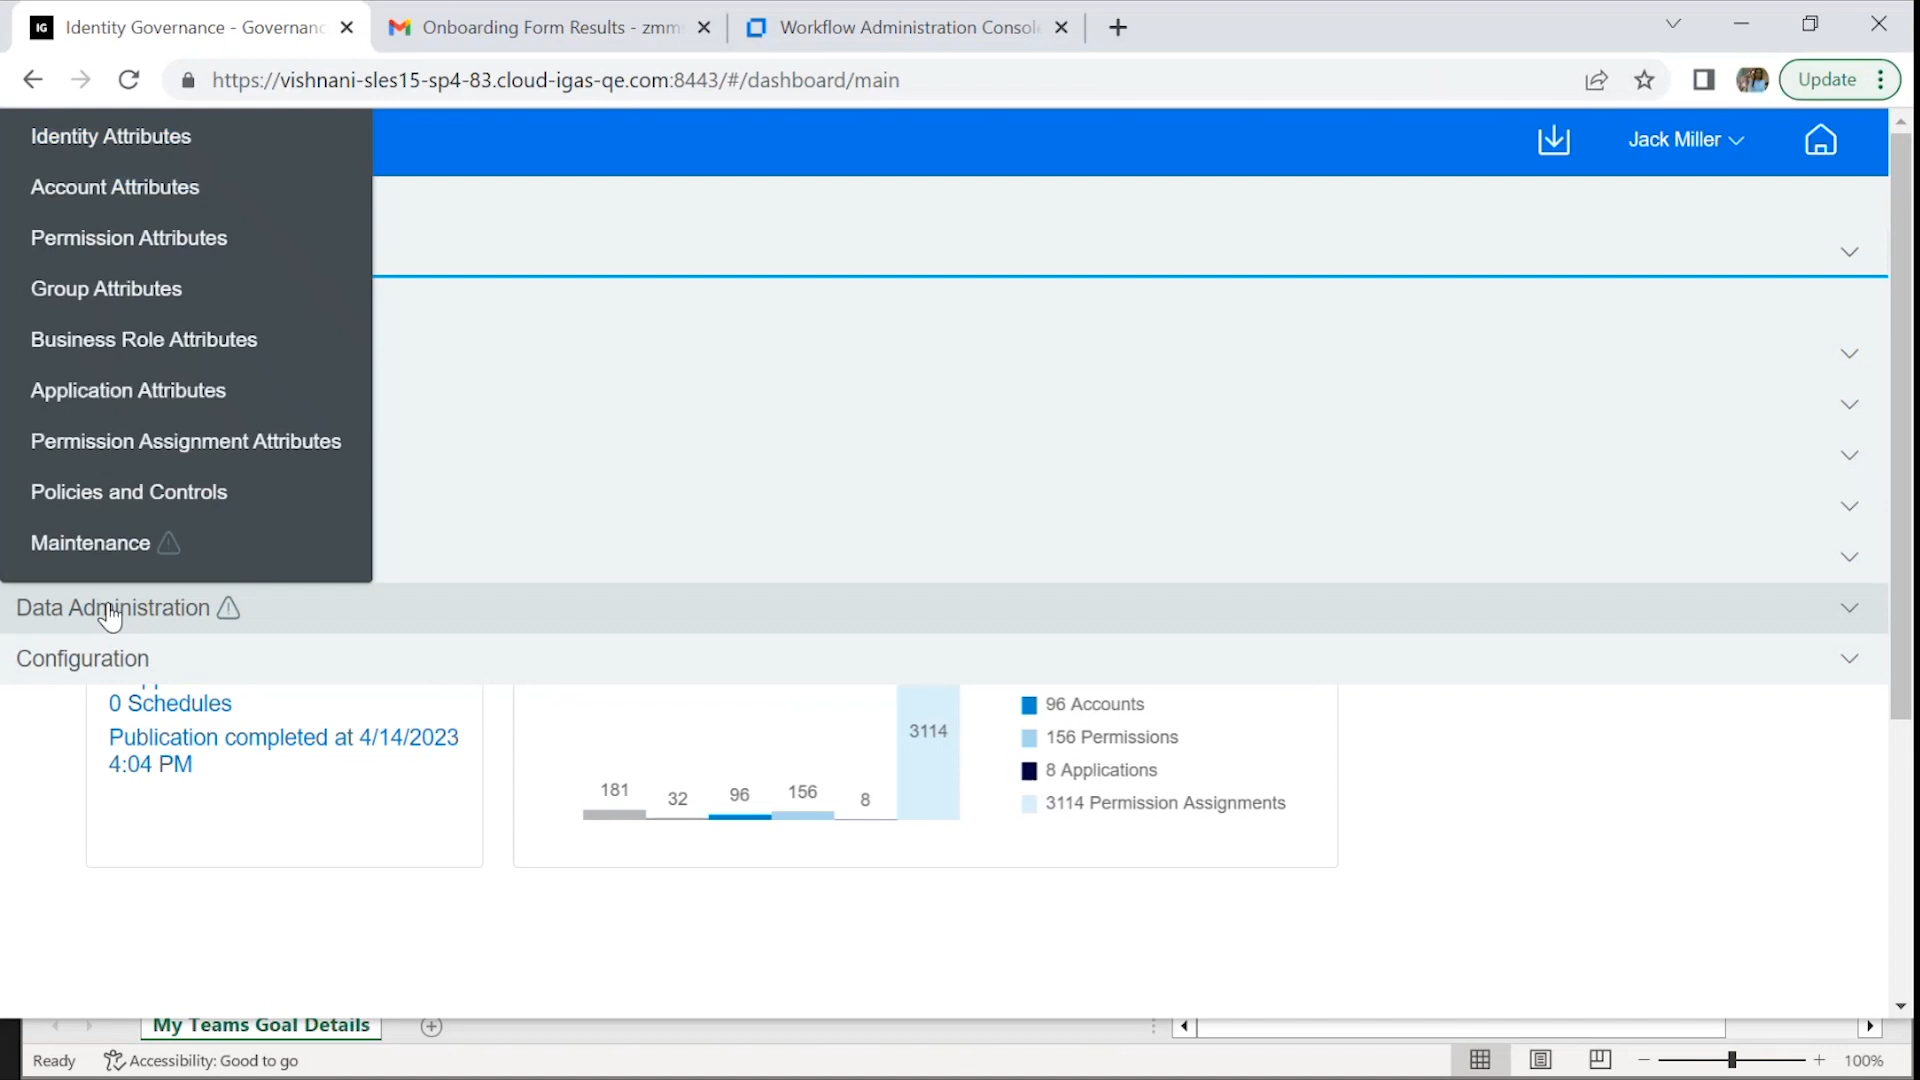 IG Identity Governance - Governanc
Onboarding Form Results - zmm
Workflow Administration Console
https://vishnani-sles15-sp4-83.cloud-igas-qe.com:8443/#/dashboard/main
Update
Identity Attributes
Jack Miller
Account Attributes
Permission Attributes
Group Attributes
Business Role Attributes
Application Attributes
Permission Assignment Attributes
Policies and Controls
Maintenance
Data Administration
Configuration
0 Schedules
Publication completed at 4/14/2023
4:04 PM
181
32
96
156
8
3114
96 Accounts
156 Permissions
8 Applications
3114 Permission Assignments
My Teams Goal Details
Ready
Accessibility: Good to go
100%